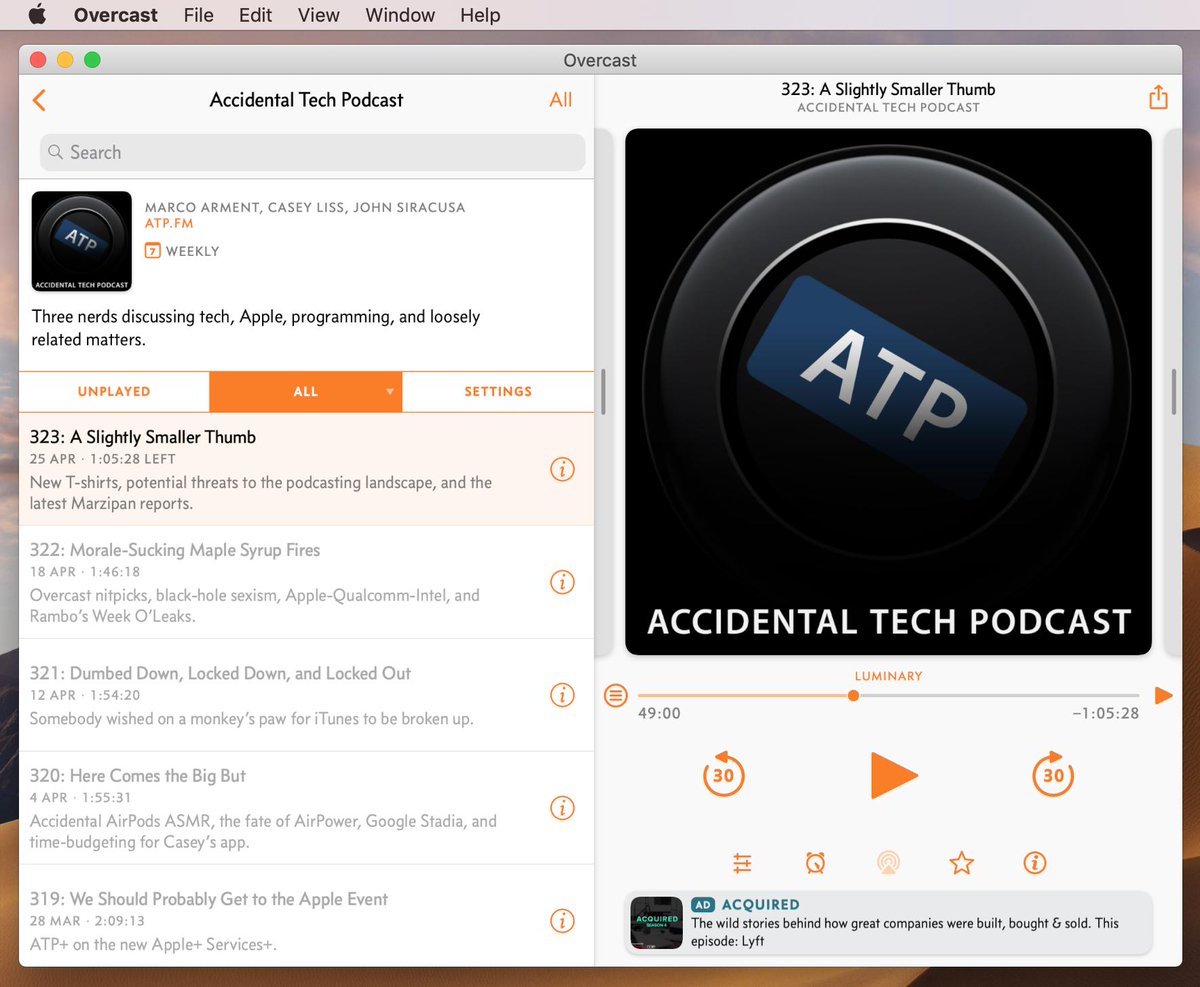 Overcast File Edit View Window Help
Overcast
Accidental Tech Podcast All
Search
ATP
ACCIDENTAL TECH PODCAST
MARCO ARMENT, CASEY LISS, JOHN SIRACUSA
ATP.FM
7 WEEKLY
Three nerds discussing tech, Apple, programming, and loosely
related matters.
UNPLAYED ALL SETTINGS
323: A Slightly Smaller Thumb
25 APR · 1:05:28 LEFT
New T-shirts, potential threats to the podcasting landscape, and the
latest Marzipan reports.
322: Morale-Sucking Maple Syrup Fires
18 APR · 1:46:18
Overcast nitpicks, black-hole sexism, Apple-Qualcomm-Intel, and
Rambo’s Week O’Leaks.
321: Dumbed Down, Locked Down, and Locked Out
12 APR · 1:54:20
Somebody wished on a monkey’s paw for iTunes to be broken up.
320: Here Comes the Big But
4 APR · 1:55:31
Accidental AirPods ASMR, the fate of AirPower, Google Stadia, and
time-budgeting for Casey’s app.
319: We Should Probably Get to the Apple Event
28 MAR · 2:09:13
ATP+ on the new Apple+ Services+.
323: A Slightly Smaller Thumb
ACCIDENTAL TECH PODCAST
ATP
ACCIDENTAL TECH PODCAST
LUMINARY
49:00 −1:05:28
30 30
ACQUIRED
SEASON 4
AD ACQUIRED
The wild stories behind how great companies were built, bought & sold. This
episode: Lyft